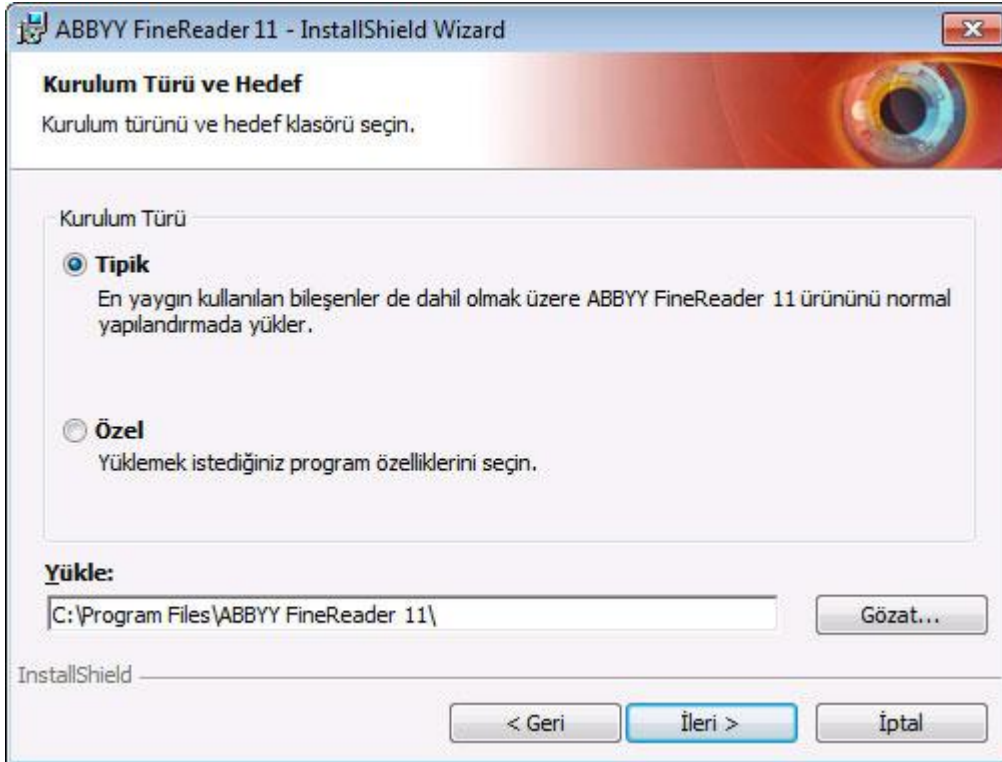 ABBYY FineReader 11 - InstallShield Wizard
Kurulum Türü ve Hedef
Kurulum türünü ve hedef klasörü seçin.
Kurulum Türü
Tipik
En yaygın kullanılan bileşenler de dahil olmak üzere ABBYY FineReader 11 ürününü normal
yapılandırmada yükler.
Özel
Yüklemek istediğiniz program özelliklerini seçin.
Yükle:
C:\Program Files\ABBYY FineReader 11\
Gözat...
InstallShield
< Geri
İleri >
İptal